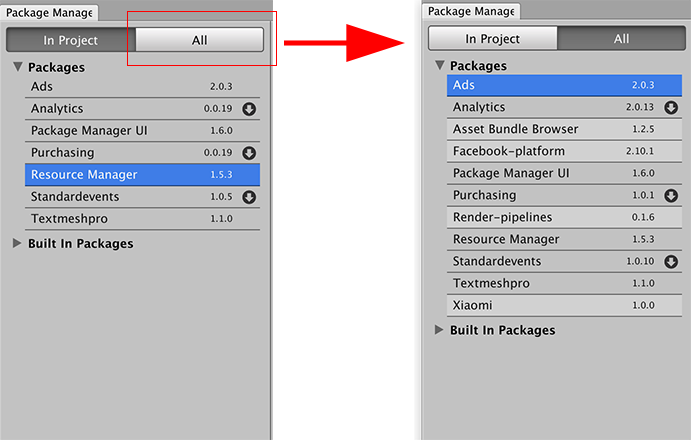 Package Manage
In Project All
Packages
Ads 2.0.3
Analytics 0.0.19
Package Manager UI 1.6.0
Purchasing 0.0.19
Resource Manager 1.5.3
Standardevents 1.0.5
Textmeshpro 1.1.0
Built In Packages
Package Manage
In Project All
Packages
Ads 2.0.3
Analytics 2.0.13
Asset Bundle Browser 1.2.5
Facebook-platform 2.10.1
Package Manager UI 1.6.0
Purchasing 1.0.1
Render-pipelines 0.1.6
Resource Manager 1.5.3
Standardevents 1.0.10
Textmeshpro 1.1.0
Xiaomi 1.0.0
Built In Packages